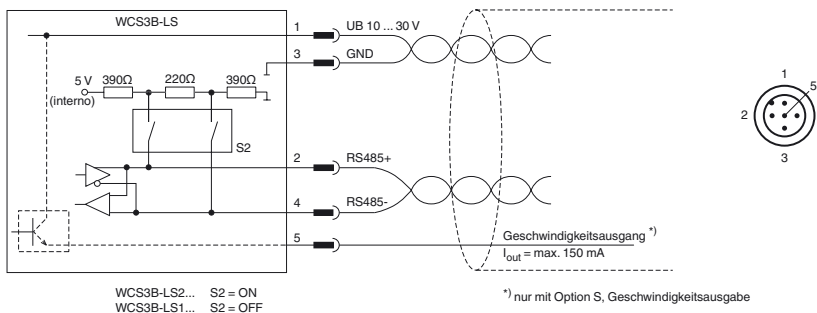 WCS3B-LS
1
UB 10 ... 30 V
3
GND
5 V
(interno)
390Ω
220Ω
390Ω
S2
2
RS485+
4
RS485-
5
Geschwindigkeitsausgang *)
Iout = max. 150 mA
WCS3B-LS2... S2 = ON
WCS3B-LS1... S2 = OFF
*) nur mit Option S, Geschwindigkeitsausgabe
1
5
2
3